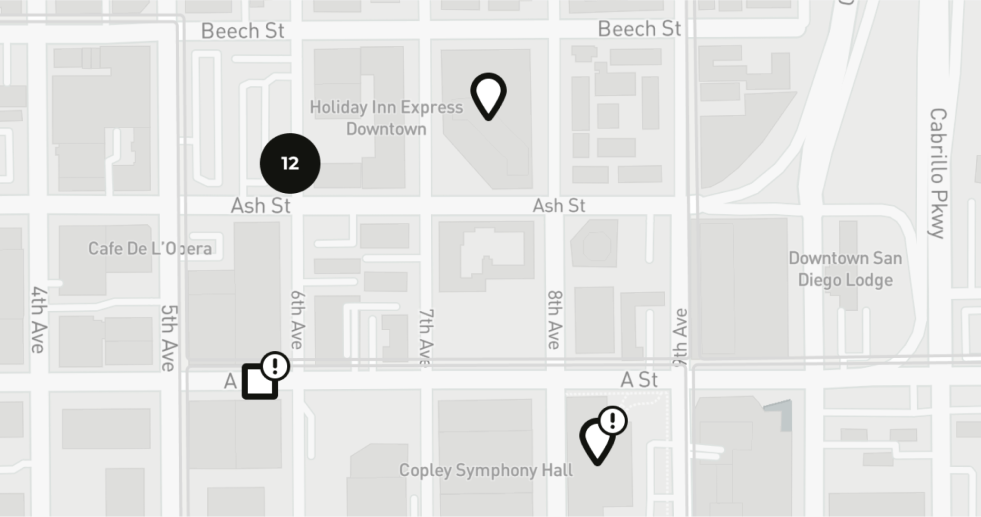 Beech St
Beech St
Holiday Inn Express
Downtown
12
Ash St
Ash St
Cabrillo Pkwy
Cafe De L'Opera
Downtown San
Diego Lodge
4th Ave
5th Ave
6th Ave
7th Ave
8th Ave
9th Ave
A
!
A St
!
Copley Symphony Hall